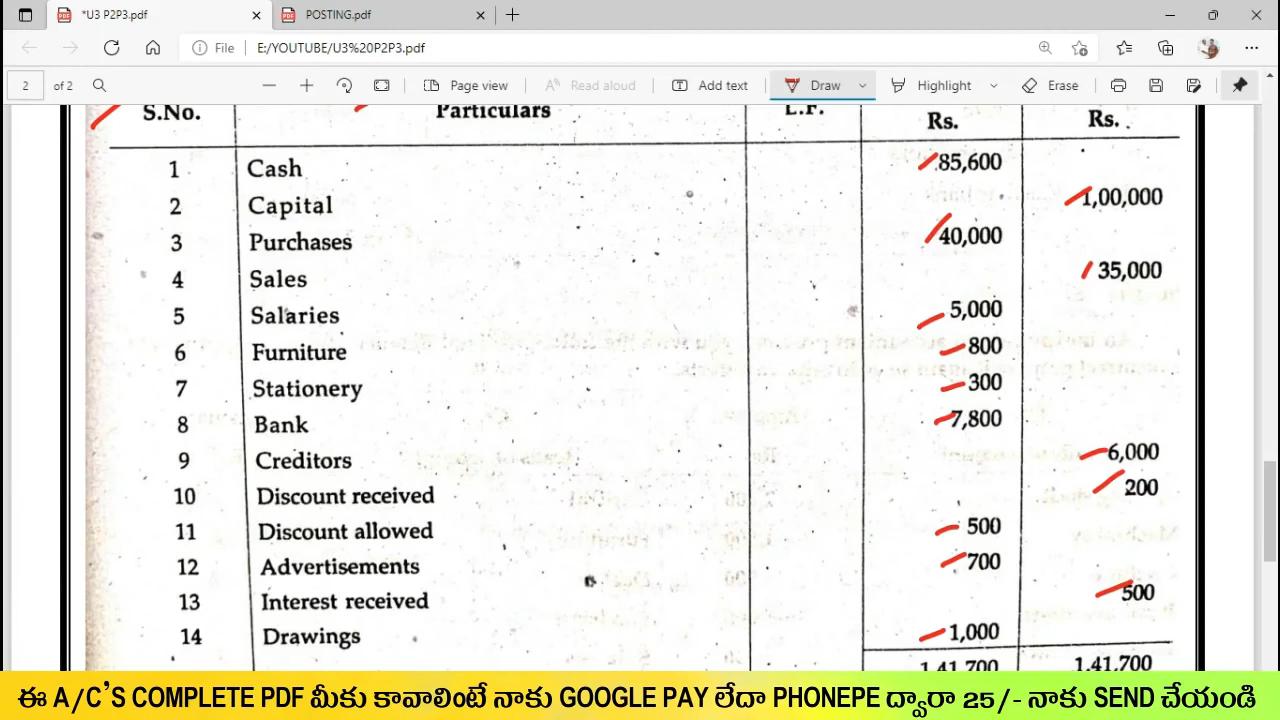 *U3 P2P3.pdf
POSTING.pdf
File E:/YOUTUBE/U3%20P2P3.pdf
2 of 2 Page view Read aloud Add text Draw Highlight Erase
S.No. Particulars L.F. Rs. Rs.
1 Cash 85,600
2 Capital 1,00,000
3 Purchases 40,000
4 Sales 35,000
5 Salaries 5,000
6 Furniture 800
7 Stationery 300
8 Bank 7,800
9 Creditors 6,000
10 Discount received 200
11 Discount allowed 500
12 Advertisements 700
13 Interest received 500
14 Drawings 1,000
1,41,700 1,41,700
ఈ A/C'S COMPLETE PDF మీకు కావాలింటే నాకు GOOGLE PAY లేదా PHONEPE ద్వారా 25/- నాకు SEND చేయండి